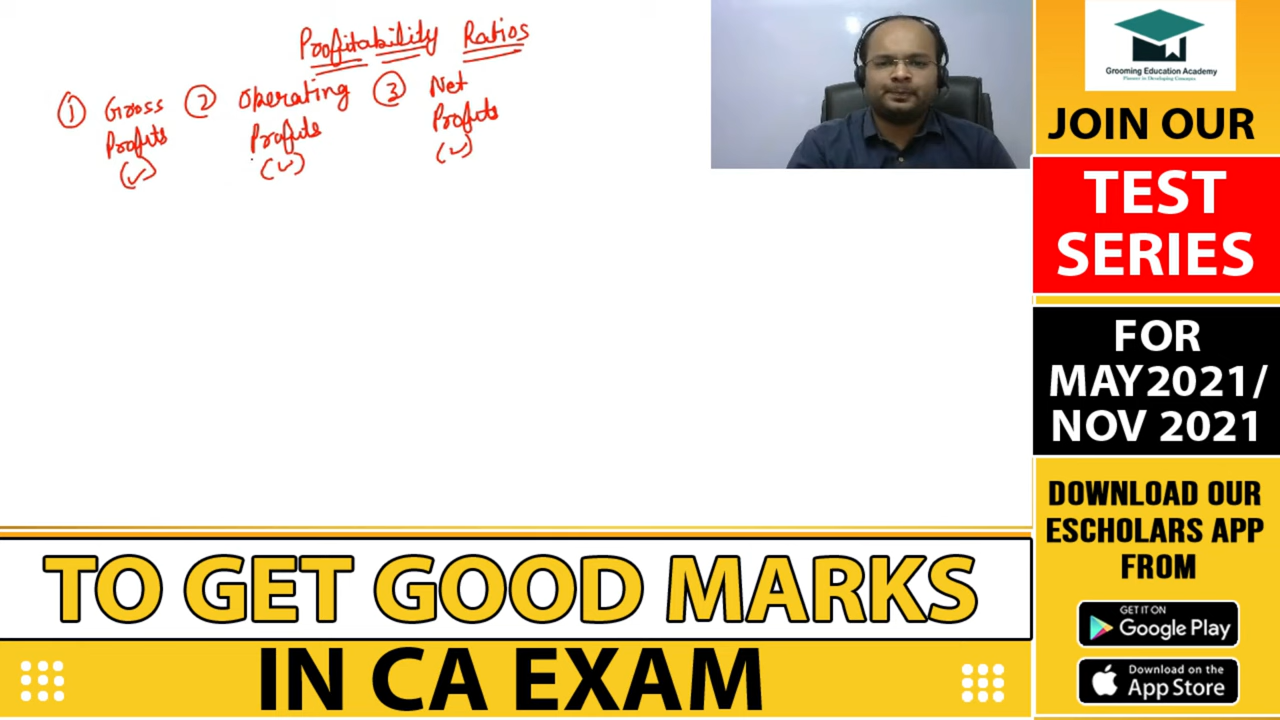 Profitability Ratios
① Gross Profits (✓)
② Operating Profits (✓)
③ Net Profits (✓)
Grooming Education Academy
JOIN OUR
TEST
SERIES
FOR
MAY2021/
NOV 2021
DOWNLOAD OUR
ESCHOLARS APP
FROM
GET IT ON
Google Play
Download on the
App Store
TO GET GOOD MARKS
IN CA EXAM